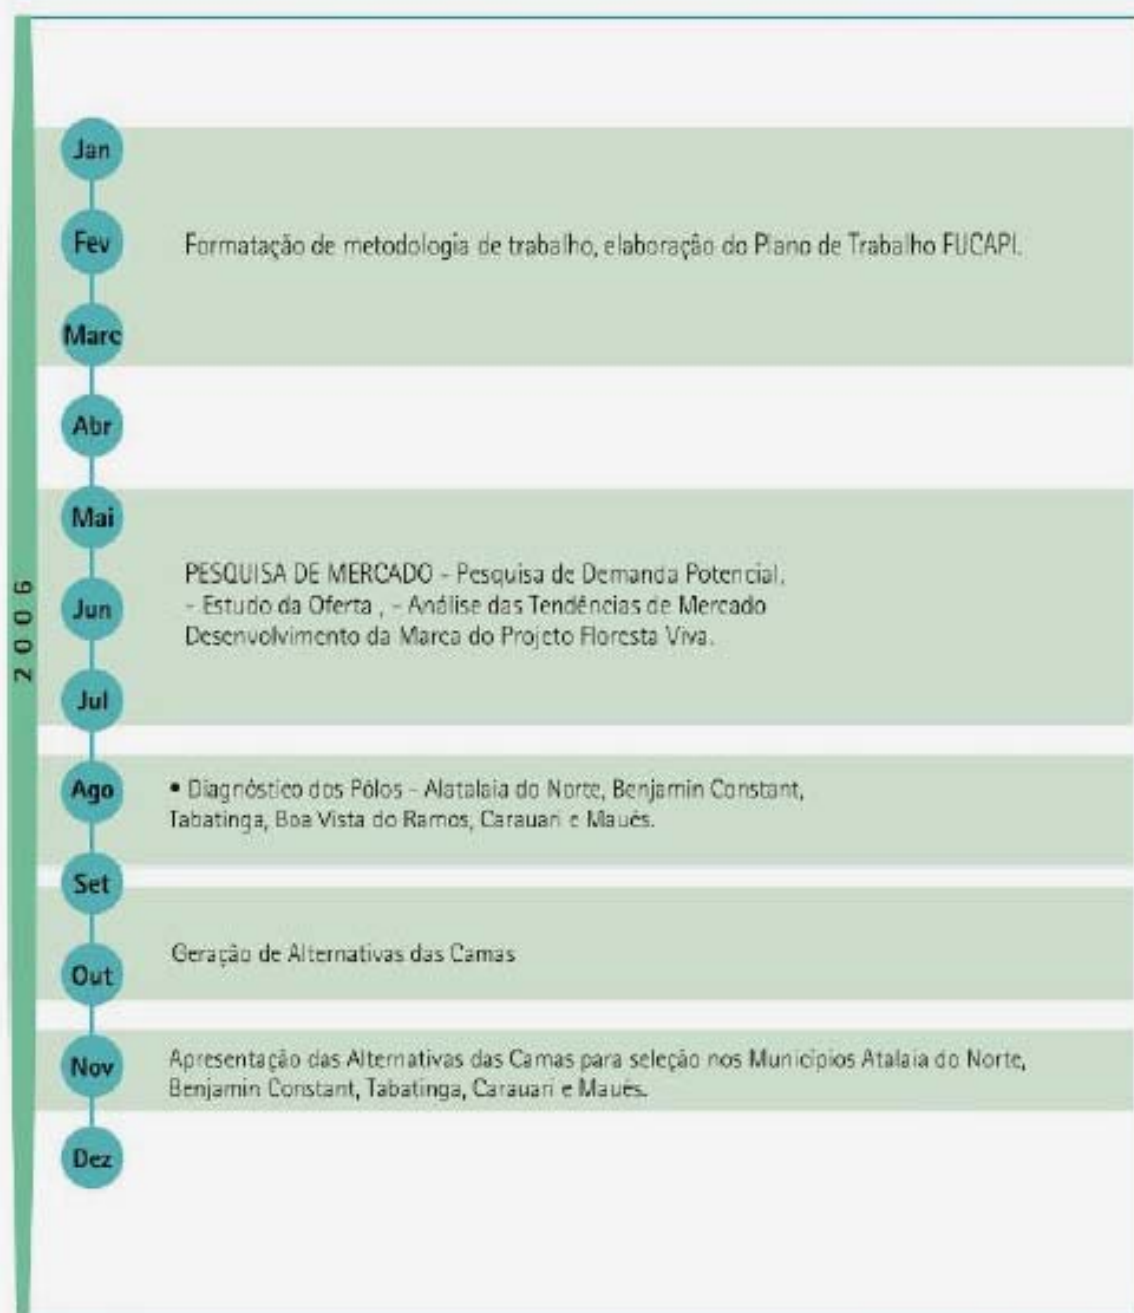 2006
Jan
Fev
Formatação de metodologia de trabalho, elaboração do Plano de Trabalho FUCAPI.
Marc
Abr
Mai
PESQUISA DE MERCADO - Pesquisa de Demanda Potencial,
- Estudo da Oferta , - Análise das Tendências de Mercado
Desenvolvimento da Marca do Projeto Floresta Viva.
Jun
Jul
Ago
• Diagnóstico dos Pólos - Alatalaia do Norte, Benjamin Constant,
Tabatinga, Boa Vista do Ramos, Carauari e Maués.
Set
Geração de Alternativas das Camas
Out
Nov
Apresentação das Alternativas das Camas para seleção nos Municípios Atalaia do Norte,
Benjamin Constant, Tabatinga, Carauari e Maués.
Dez